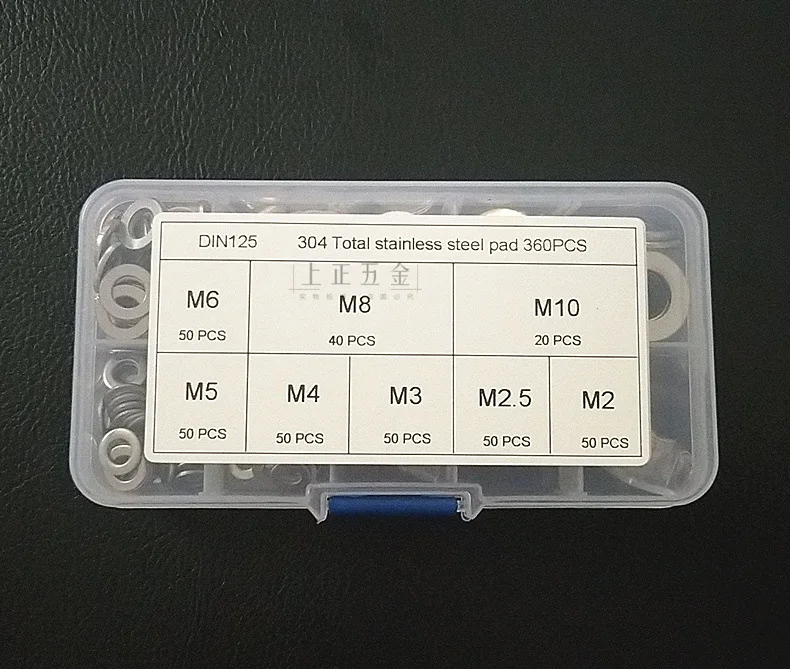 DIN125 304 Total stainless steel pad 360PCS
上正五金
M6 M8 M10
50 PCS 40 PCS 20 PCS
M5 M4 M3 M2.5 M2
50 PCS 50 PCS 50 PCS 50 PCS 50 PCS